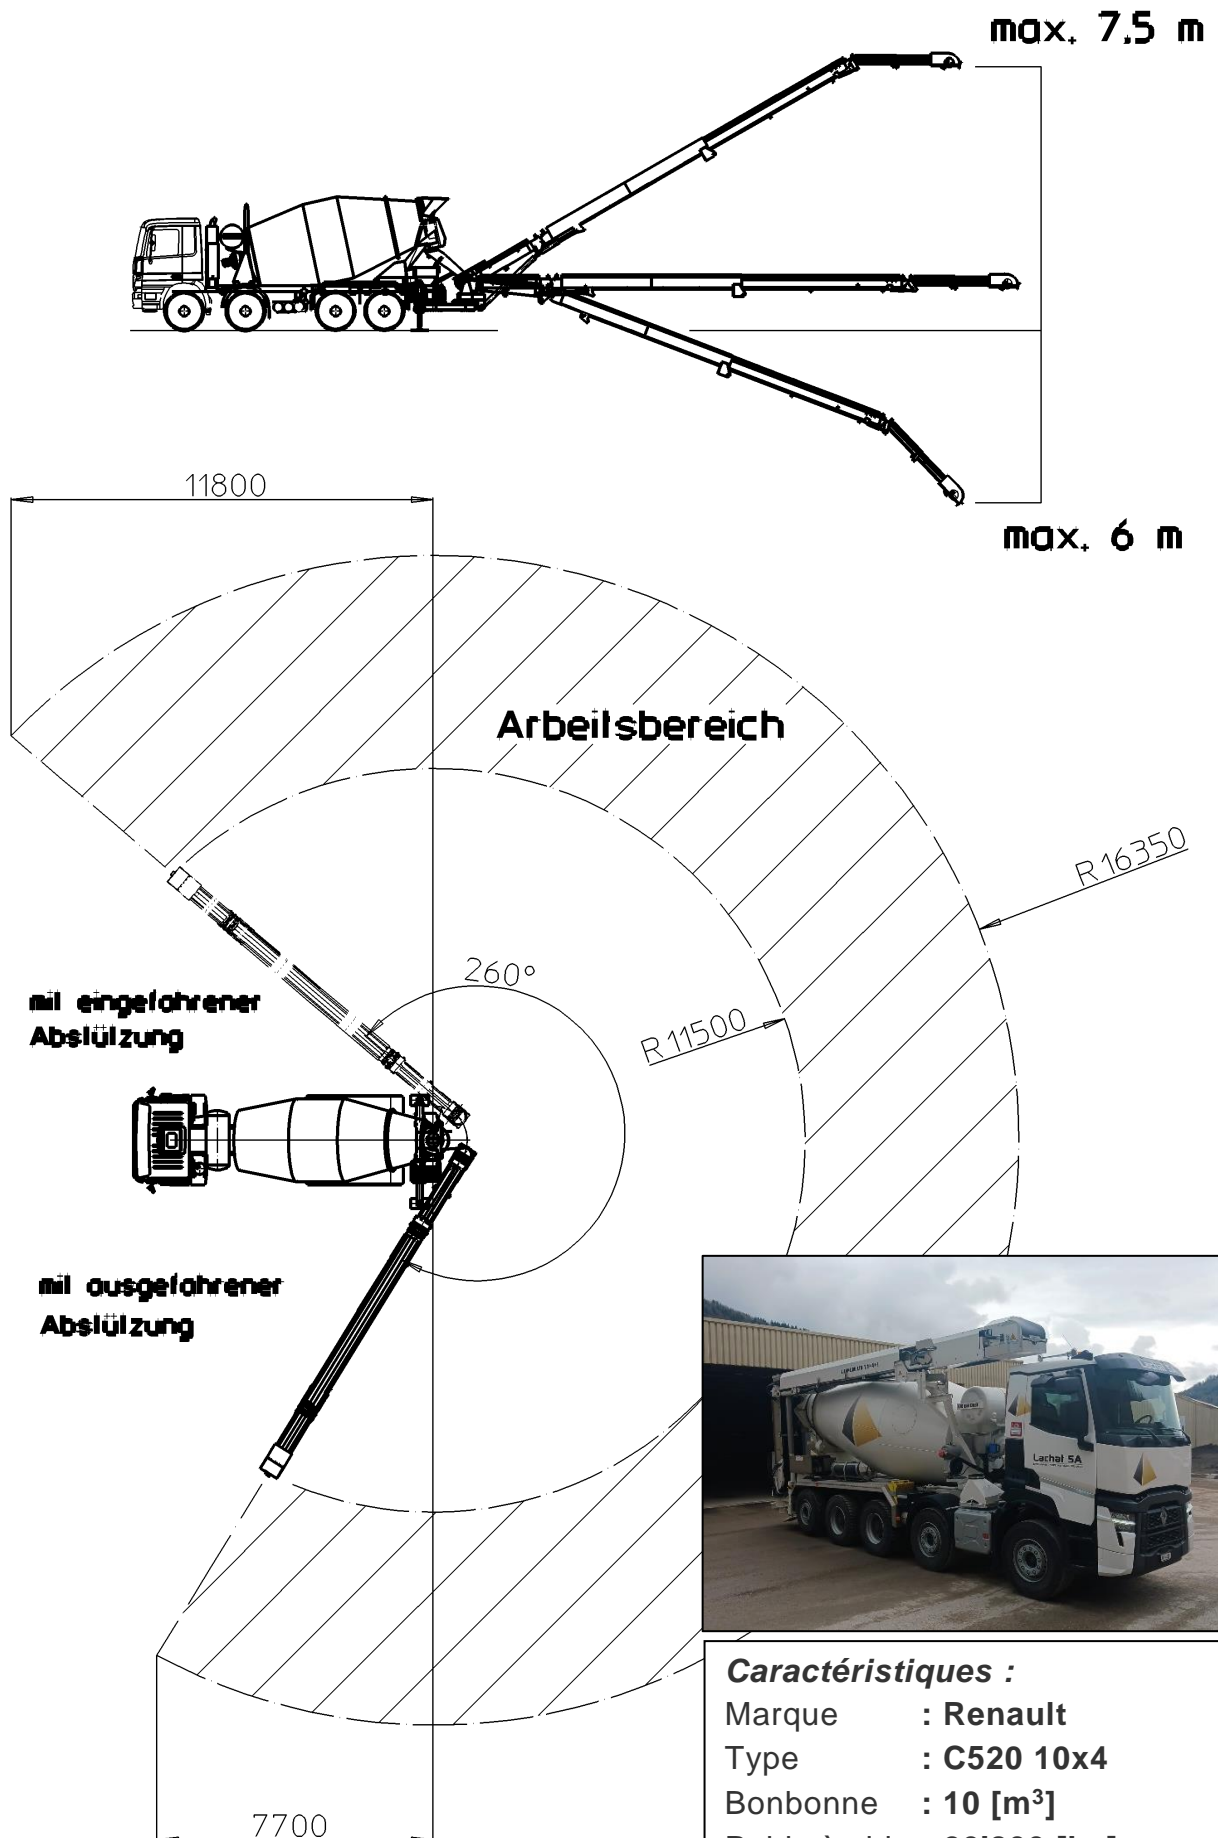 max. 7.5 m
max. 6 m
11800
Arbeitsbereich
R16350
260°
R11500
mit eingefahrener
Abstützung
mit ausgefahrener
Abstützung
Lachat SA
Caractéristiques :
Marque : Renault
Type : C520 10x4
Bonbonne : 10 [m³]
7700